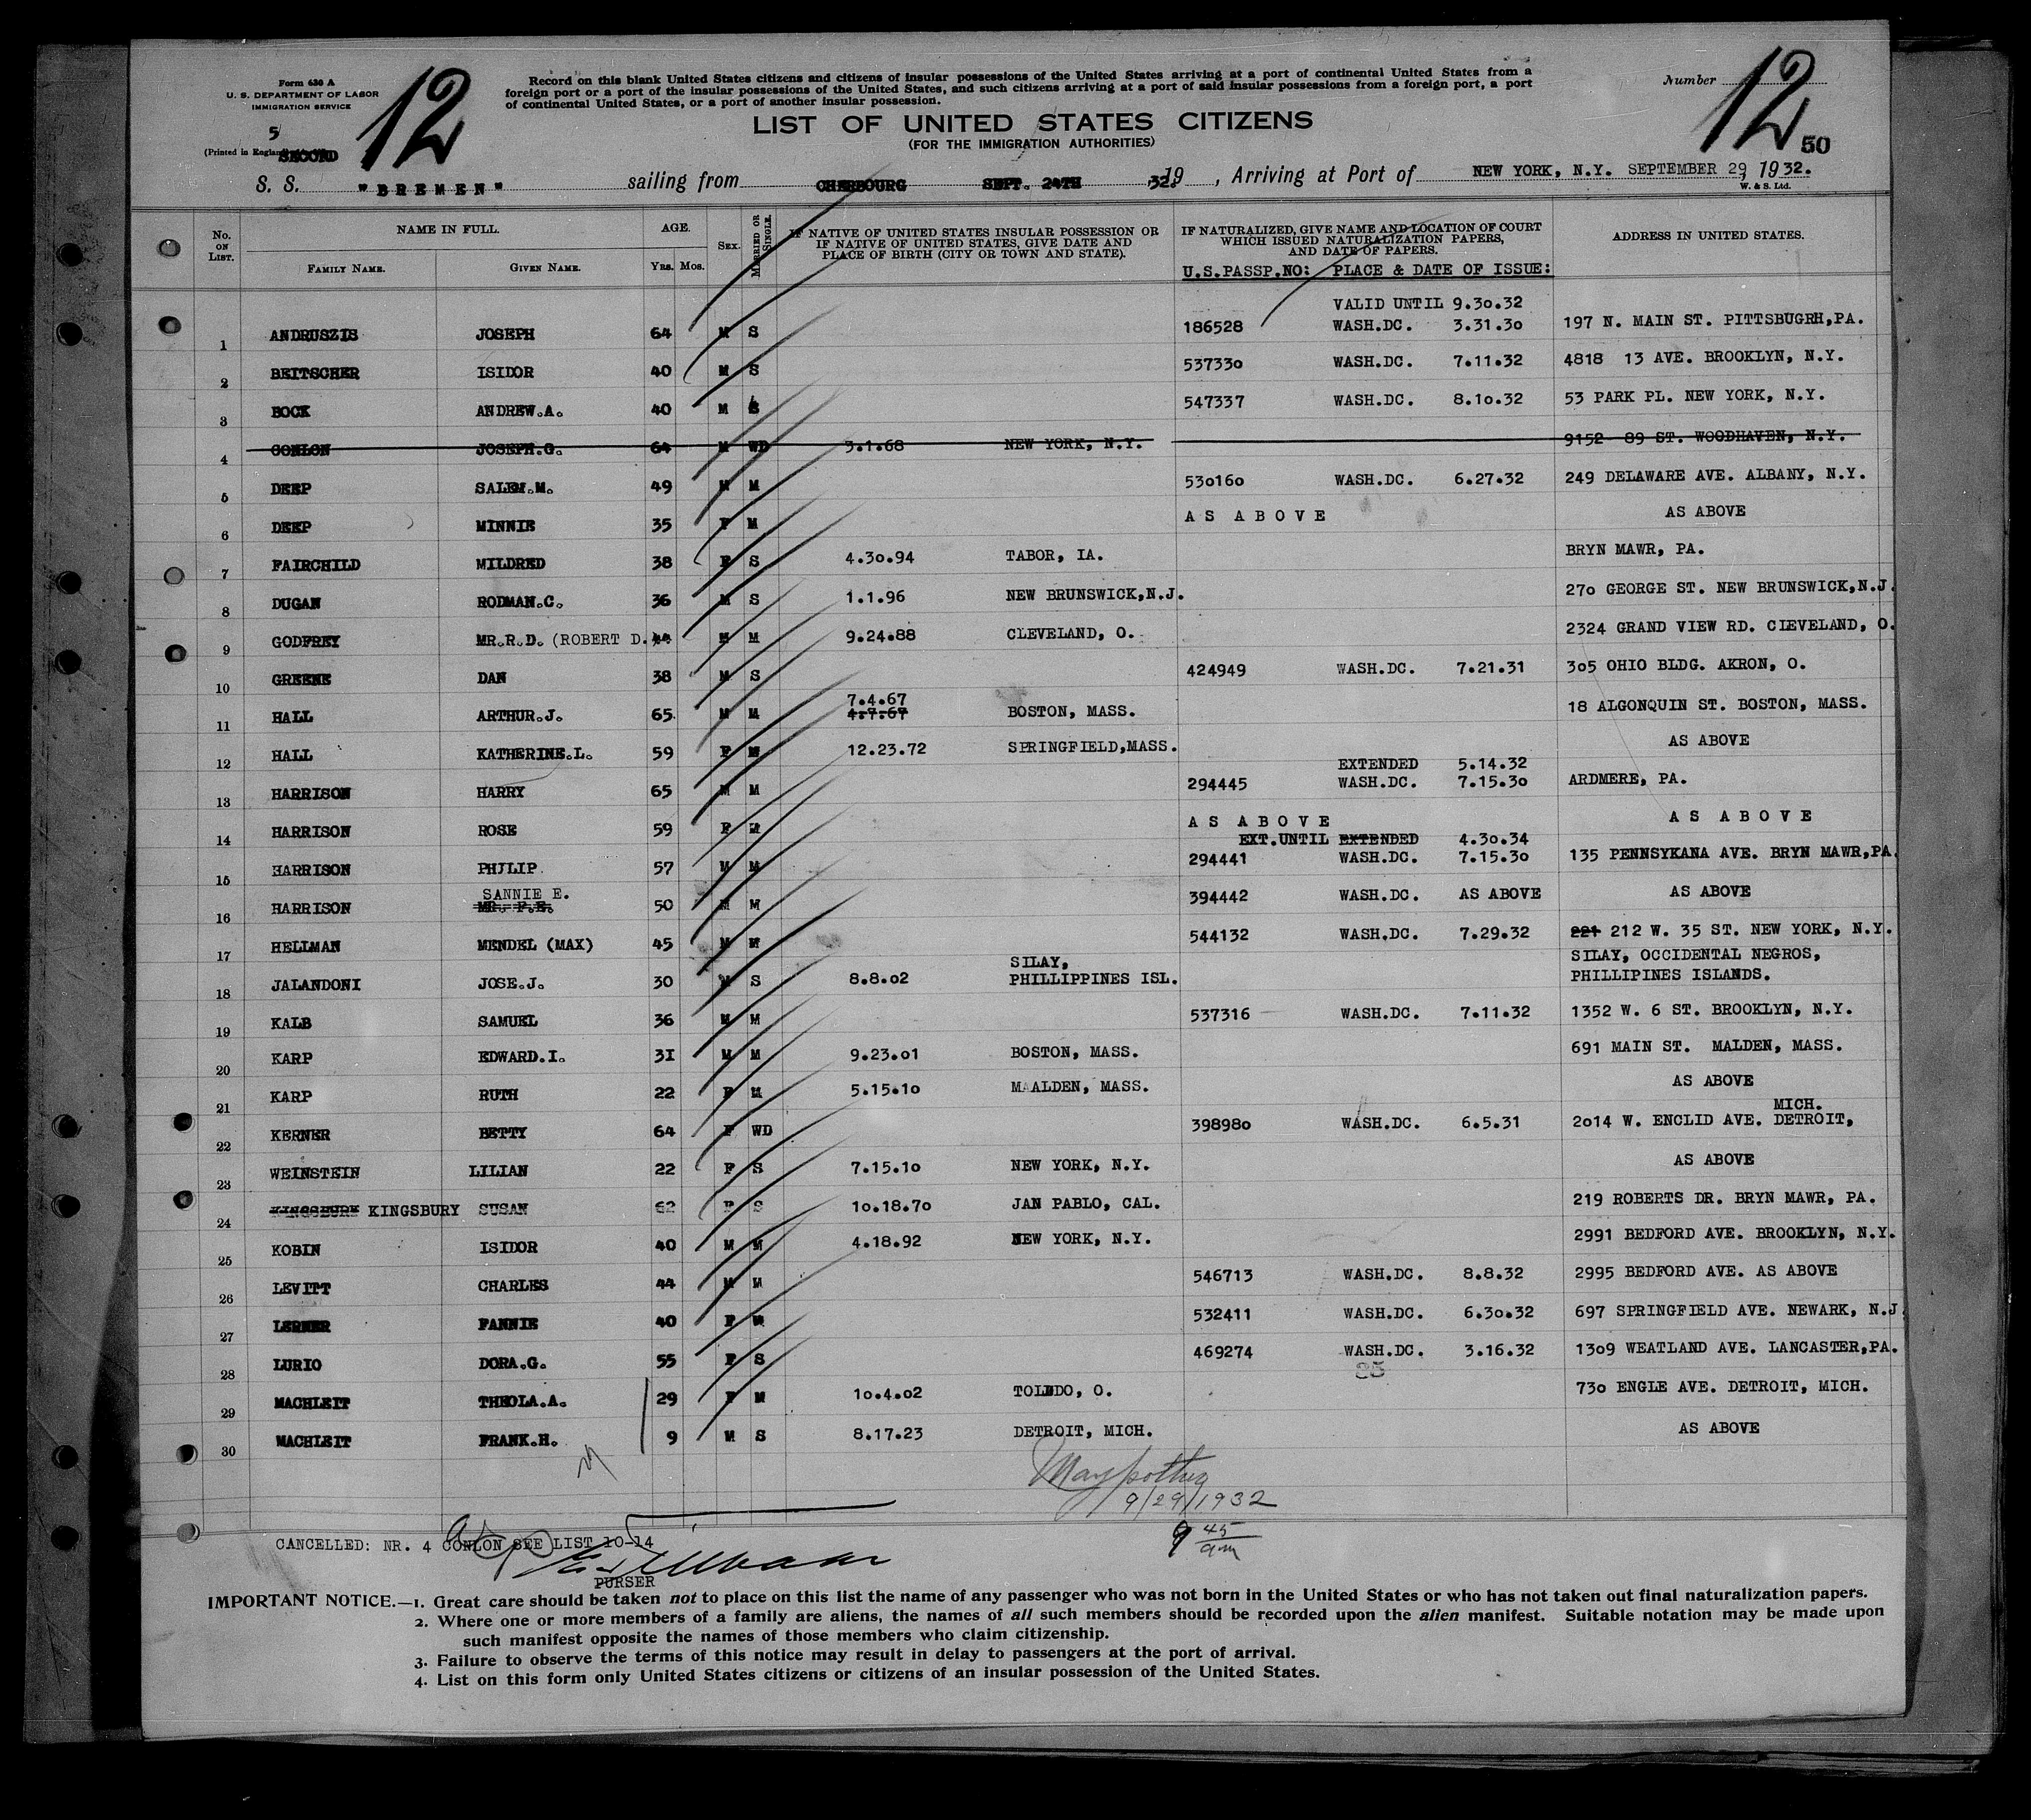 Form 630 A
U. S. DEPARTMENT OF LABOR
IMMIGRATION SERVICE
5
(Printed in England
SECOND
12
Record on this blank United States citizens and citizens of insular possessions of the United States arriving at a port of continental United States from a
foreign port or a port of the insular possessions of the United States, and such citizens arriving at a port of said insular possessions from a foreign port, a port
of continental United States, or a port of another insular possession.
LIST OF UNITED STATES CITIZENS
(FOR THE IMMIGRATION AUTHORITIES)
Number 12
50
S. S. "BREMEN" sailing from CHERBOURG SEPT. 24TH 32. 19 , Arriving at Port of NEW YORK, N.Y. SEPTEMBER 29, 1932.
W. & S. Ltd.
No. ON LIST.
NAME IN FULL.
FAMILY NAME. GIVEN NAME.
AGE.
YRS. MOS.
SEX.
MARRIED OR SINGLE.
IF NATIVE OF UNITED STATES INSULAR POSSESSION OR
IF NATIVE OF UNITED STATES, GIVE DATE AND
PLACE OF BIRTH (CITY OR TOWN AND STATE).
IF NATURALIZED, GIVE NAME AND LOCATION OF COURT
WHICH ISSUED NATURALIZATION PAPERS,
AND DATE OF PAPERS.
U.S.PASSP.NO: PLACE & DATE OF ISSUE:
ADDRESS IN UNITED STATES.
VALID UNTIL 9.30.32
1 ANDRUSZIS JOSEPH 64 M S 186528 WASH.DC. 3.31.30 197 N. MAIN ST. PITTSBUGRH,PA.
2 BEITSCHER ISIDOR 40 M S 537330 WASH.DC. 7.11.32 4818 13 AVE. BROOKLYN, N.Y.
3 BOCK ANDREW.A. 40 M S 547337 WASH.DC. 8.10.32 53 PARK PL. NEW YORK, N.Y.
4 CONLON JOSEPH.G. 64 M WD 3.1.68 NEW YORK, N.Y. 9152 89 ST. WOODHAVEN, N.Y.
5 DEEP SALEM.M. 49 M M 530160 WASH.DC. 6.27.32 249 DELAWARE AVE. ALBANY, N.Y.
6 DEEP MINNIE 35 F M AS ABOVE AS ABOVE
7 FAIRCHILD MILDRED 38 F S 4.30.94 TABOR, IA. BRYN MAWR, PA.
8 DUGAN RODMAN.C. 36 M S 1.1.96 NEW BRUNSWICK,N.J. 270 GEORGE ST. NEW BRUNSWICK,N.J.
9 GODFREY MR.R.D. (ROBERT D. 44 M M 9.24.88 CLEVELAND, O. 2324 GRAND VIEW RD. CLEVELAND, O.
10 GREENE DAN 38 M S 424949 WASH.DC. 7.21.31 305 OHIO BLDG. AKRON, O.
7.4.67
11 HALL ARTHUR.J. 65 M M 4.7.67 BOSTON, MASS. 18 ALGONQUIN ST. BOSTON, MASS.
12 HALL KATHERINE.L. 59 F M 12.23.72 SPRINGFIELD,MASS. AS ABOVE
EXTENDED 5.14.32
13 HARRISON HARRY 65 M M 294445 WASH.DC. 7.15.30 ARDMERE, PA.
14 HARRISON ROSE 59 F M AS ABOVE AS ABOVE
EXT.UNTIL EXTENDED 4.30.34
15 HARRISON PHILIP 57 M M 294441 WASH.DC. 7.15.30 135 PENNSYKANA AVE. BRYN MAWR,PA.
SANNIE E.
16 HARRISON MR. P.E. 50 M M 394442 WASH.DC. AS ABOVE AS ABOVE
17 HELLMAN MENDEL (MAX) 45 M M 544132 WASH.DC. 7.29.32 221 212 W. 35 ST. NEW YORK, N.Y.
SILAY, SILAY, OCCIDENTAL NEGROS,
18 JALANDONI JOSE.J. 30 M S 8.8.02 PHILLIPPINES ISL. PHILLIPINES ISLANDS.
19 KALB SAMUEL 36 M M 537316 WASH.DC. 7.11.32 1352 W. 6 ST. BROOKLYN, N.Y.
20 KARP EDWARD.I. 31 M M 9.23.01 BOSTON, MASS. 691 MAIN ST. MALDEN, MASS.
21 KARP RUTH 22 F M 5.15.10 MAALDEN, MASS. AS ABOVE
MICH.
22 KERNER BETTY 64 F WD 398980 WASH.DC. 6.5.31 2014 W. ENCLID AVE. DETROIT,
23 WEINSTEIN LILIAN 22 F S 7.15.10 NEW YORK, N.Y. AS ABOVE
24 KINGSBURY KINGSBURY SUSAN 62 F S 10.18.70 JAN PABLO, CAL. 219 ROBERTS DR. BRYN MAWR, PA.
25 KOBIN ISIDOR 40 M M 4.18.92 NEW YORK, N.Y. 2991 BEDFORD AVE. BROOKLYN, N.Y.
26 LEVITT CHARLES 44 M M 546713 WASH.DC. 8.8.32 2995 BEDFORD AVE. AS ABOVE
27 LERNER FANNIE 40 F M 532411 WASH.DC. 6.30.32 697 SPRINGFIELD AVE. NEWARK, N.J.
28 LURIO DORA.G. 55 F S 469274 WASH.DC. 3.16.32 1309 WEATLAND AVE. LANCASTER,PA.
25
29 MACHLEIT THEOLA.A. 29 F M 10.4.02 TOLEDO, O. 730 ENGLE AVE. DETROIT, MICH.
30 MACHLEIT FRANK.H. 9 M S 8.17.23 DETROIT, MICH. AS ABOVE
9/29/1932
9 45 am
CANCELLED: NR. 4 CONLON SEE LIST 10-14
PURSER
IMPORTANT NOTICE.—1. Great care should be taken not to place on this list the name of any passenger who was not born in the United States or who has not taken out final naturalization papers.
2. Where one or more members of a family are aliens, the names of all such members should be recorded upon the alien manifest. Suitable notation may be made upon
such manifest opposite the names of those members who claim citizenship.
3. Failure to observe the terms of this notice may result in delay to passengers at the port of arrival.
4. List on this form only United States citizens or citizens of an insular possession of the United States.